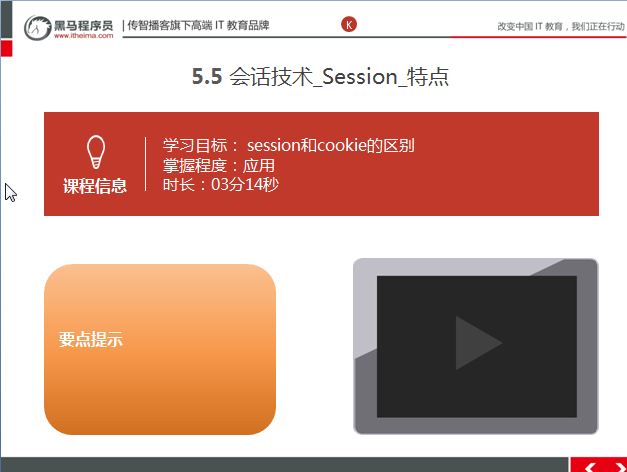 黑马程序员
www.itheima.com
传智播客旗下高端 IT 教育品牌
K
改变中国 IT 教育，我们正在行动
5.5 会话技术_Session_特点
课程信息
学习目标： session和cookie的区别
掌握程度：应用
时长：03分14秒
要点提示